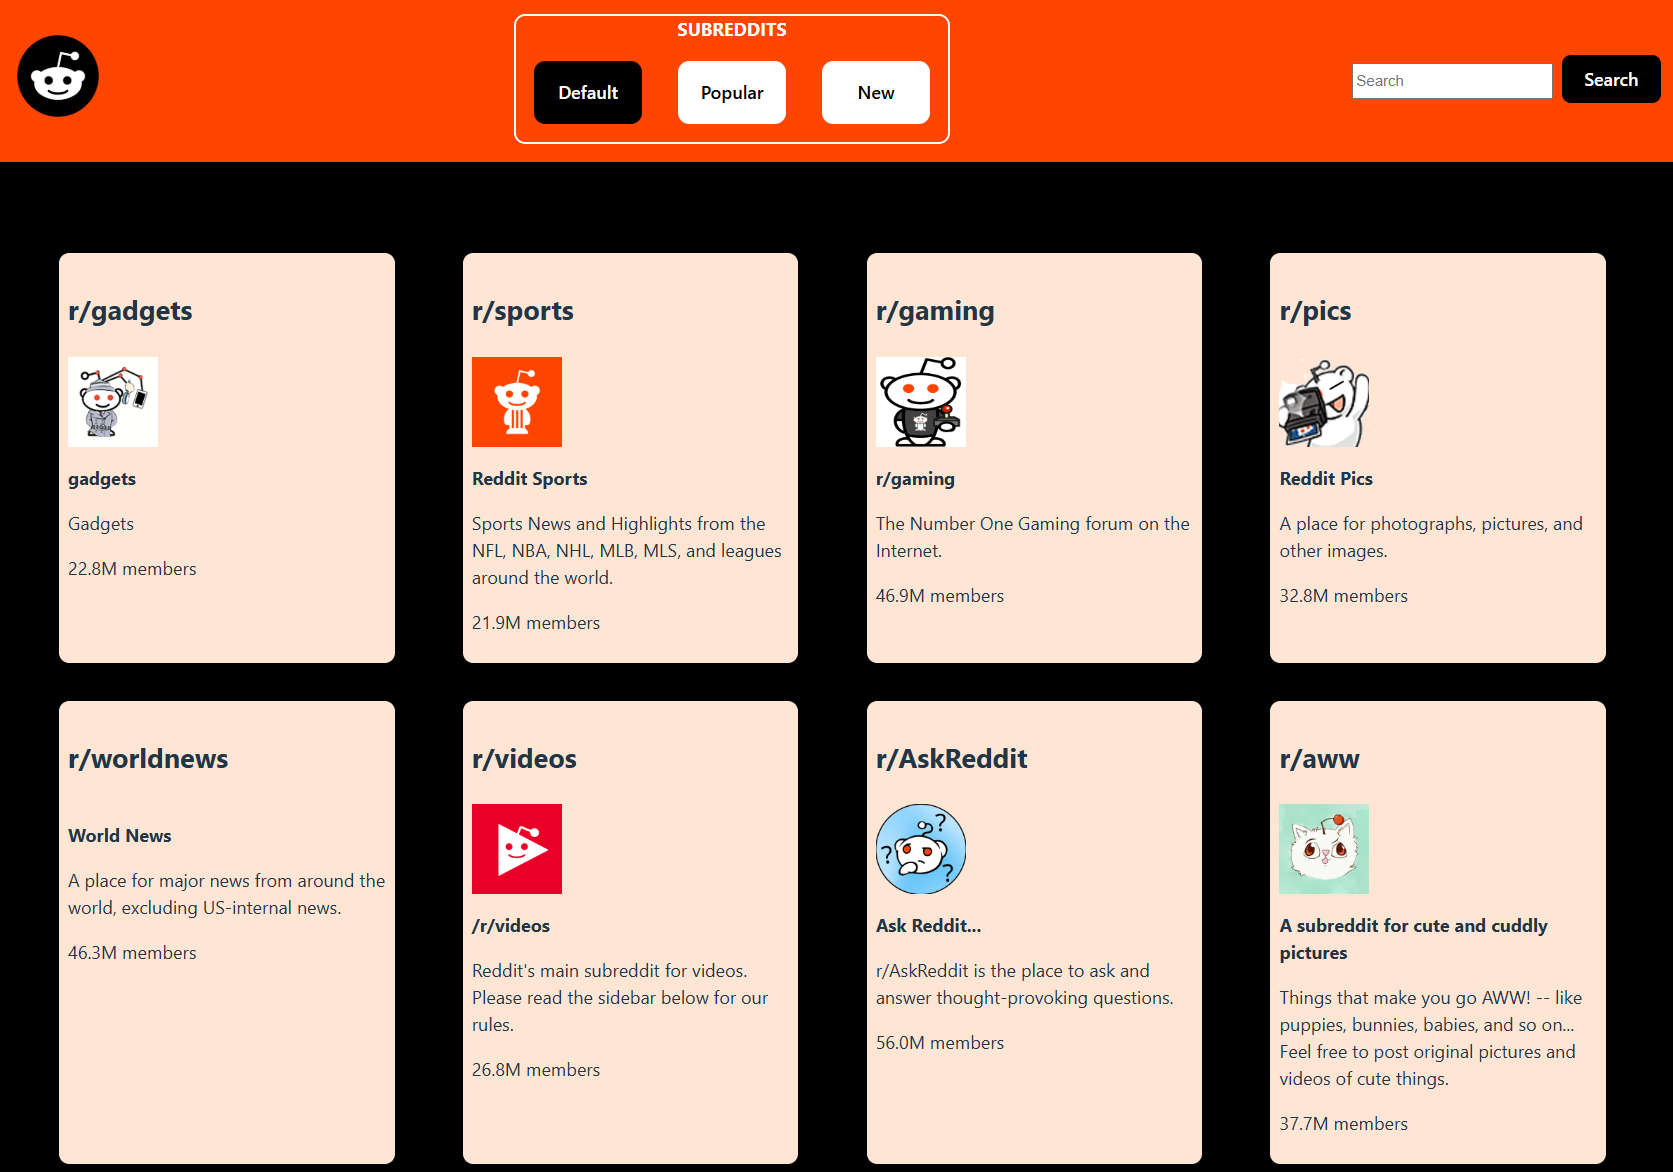 SUBREDDITS
Default
Popular
New
Search
Search
r/gadgets
gadgets
Gadgets
22.8M members
r/sports
Reddit Sports
Sports News and Highlights from the
NFL, NBA, NHL, MLB, MLS, and leagues
around the world.
21.9M members
r/gaming
r/gaming
The Number One Gaming forum on the
Internet.
46.9M members
r/pics
Reddit Pics
A place for photographs, pictures, and
other images.
32.8M members
r/worldnews
World News
A place for major news from around the
world, excluding US-internal news.
46.3M members
r/videos
/r/videos
Reddit's main subreddit for videos.
Please read the sidebar below for our
rules.
26.8M members
r/AskReddit
???
Ask Reddit...
r/AskReddit is the place to ask and
answer thought-provoking questions.
56.0M members
r/aww
A subreddit for cute and cuddly
pictures
Things that make you go AWW! -- like
puppies, bunnies, babies, and so on...
Feel free to post original pictures and
videos of cute things.
37.7M members